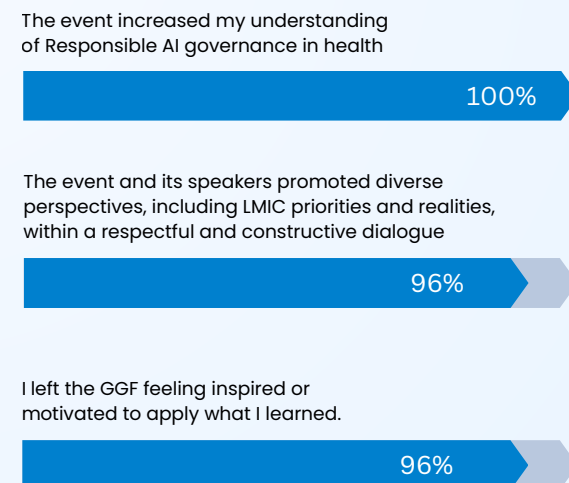 The event increased my understanding
of Responsible AI governance in health
100%
The event and its speakers promoted diverse
perspectives, including LMIC priorities and realities,
within a respectful and constructive dialogue
96%
I left the GGF feeling inspired or
motivated to apply what I learned.
96%